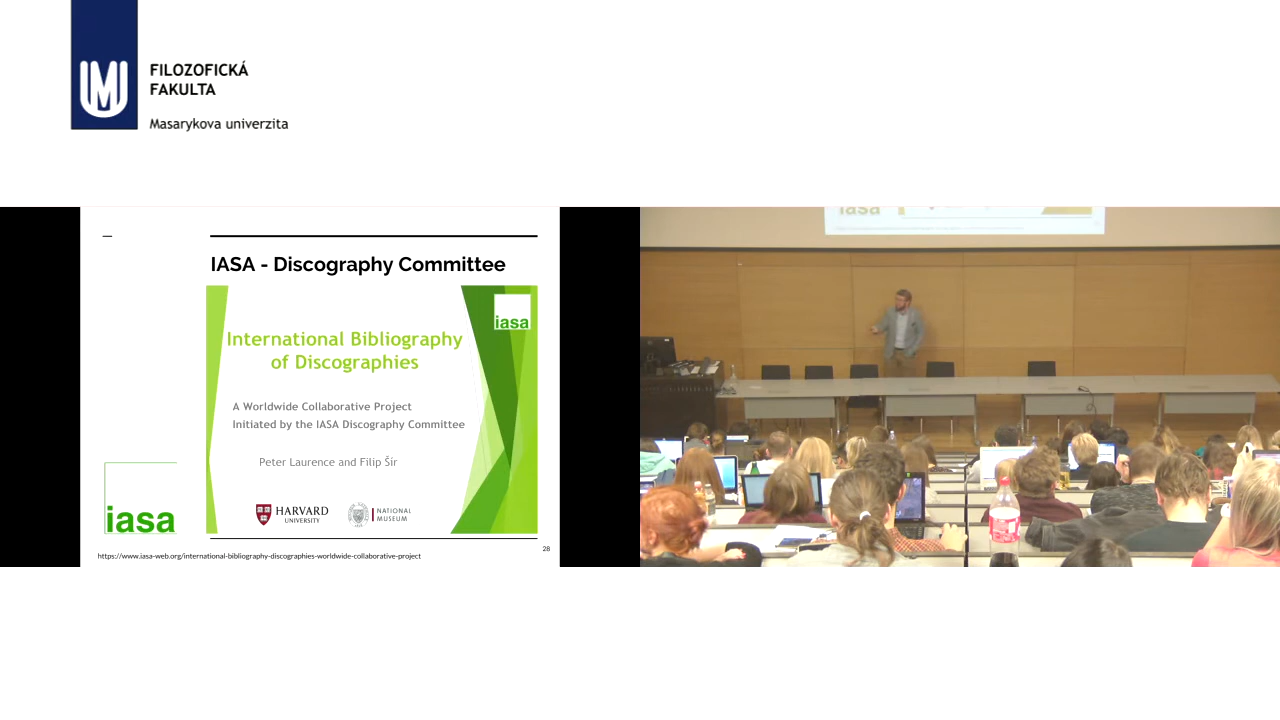 FILOZOFICKÁ
FAKULTA
Masarykova univerzita
IASA - Discography Committee
iasa
International Bibliography
of Discographies
A Worldwide Collaborative Project
Initiated by the IASA Discography Committee
Peter Laurence and Filip Šír
HARVARD
UNIVERSITY
NATIONAL
MUSEUM
iasa
28
https://www.iasa-web.org/international-bibliography-discographies-worldwide-collaborative-project
iasa